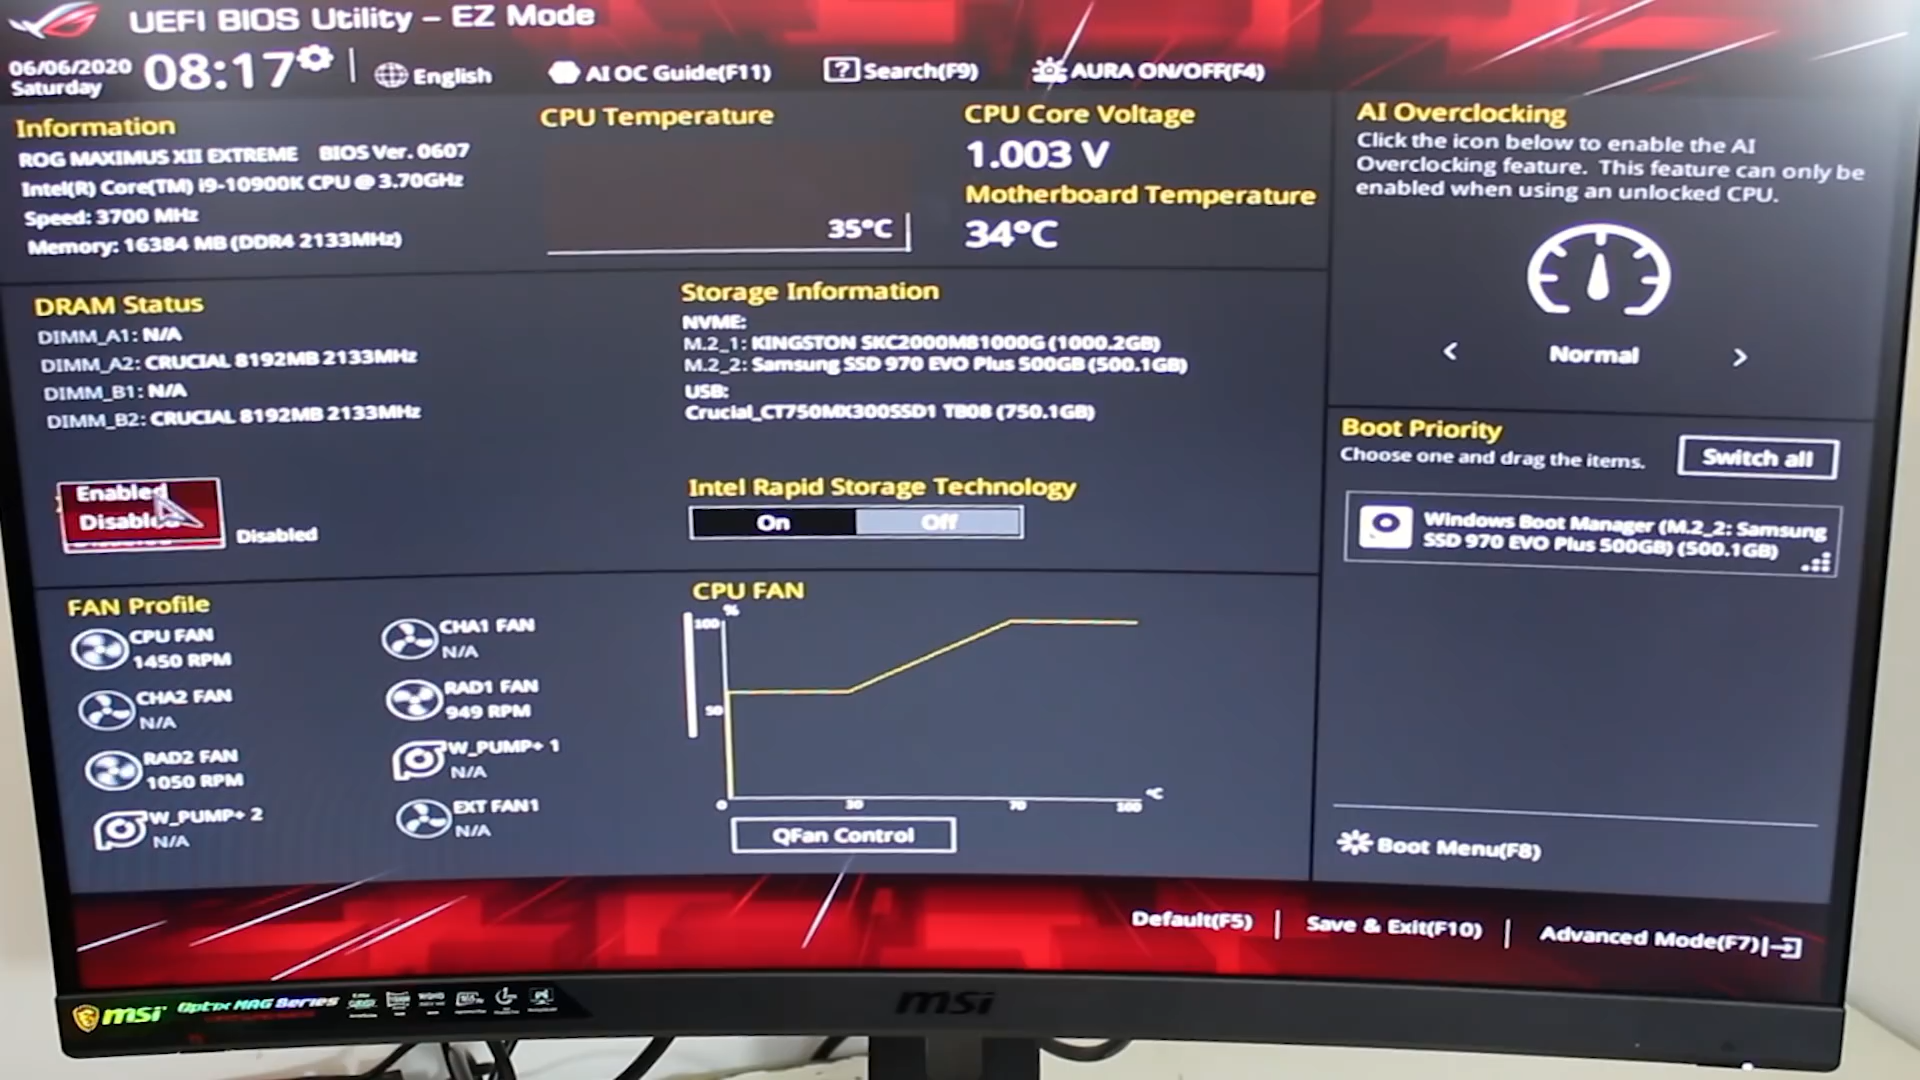 UEFI BIOS Utility – EZ Mode
06/06/2020
Saturday
08:17
English
AI OC Guide(F11)
Search(F9)
AURA ON/OFF(F4)
Information
ROG MAXIMUS XII EXTREME BIOS Ver. 0607
Intel(R) Core(TM) i9-10900K CPU @ 3.70GHz
Speed: 3700 MHz
Memory: 16384 MB (DDR4 2133MHz)
CPU Temperature
35°C
CPU Core Voltage
1.003 V
Motherboard Temperature
34°C
AI Overclocking
Click the icon below to enable the AI
Overclocking feature. This feature can only be
enabled when using an unlocked CPU.
Normal
DRAM Status
DIMM_A1: N/A
DIMM_A2: CRUCIAL 8192MB 2133MHz
DIMM_B1: N/A
DIMM_B2: CRUCIAL 8192MB 2133MHz
Storage Information
NVME:
M.2_1: KINGSTON SKC2000M81000G (1000.2GB)
M.2_2: Samsung SSD 970 EVO Plus 500GB (500.1GB)
USB:
Crucial_CT750MX300SSD1 TB08 (750.1GB)
Enabled
Disabled
Disabled
Intel Rapid Storage Technology
On
Off
Boot Priority
Choose one and drag the items.
Switch all
Windows Boot Manager (M.2_2: Samsung
SSD 970 EVO Plus 500GB) (500.1GB)
FAN Profile
CPU FAN
1450 RPM
CHA1 FAN
N/A
CHA2 FAN
N/A
RAD1 FAN
949 RPM
RAD2 FAN
1050 RPM
W_PUMP+ 1
N/A
W_PUMP+ 2
N/A
EXT FAN1
N/A
CPU FAN
%
100
50
0
30
70
100
°C
QFan Control
Boot Menu(F8)
Default(F5)
Save & Exit(F10)
Advanced Mode(F7)
msi Optix MAG Series
msi